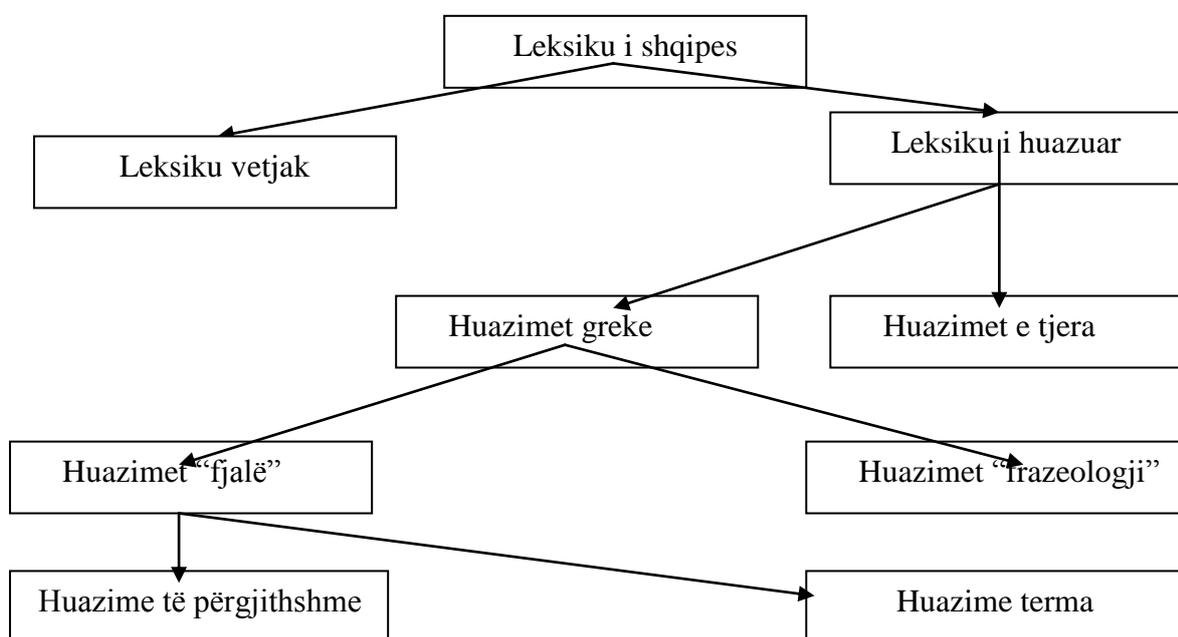 Leksiku i shqipes
Leksiku vetjak
Leksiku i huazuar
Huazimet greke
Huazimet e tjera
Huazimet “fjalë”
Huazimet “frazeologji”
Huazime të përgjithshme
Huazime terma